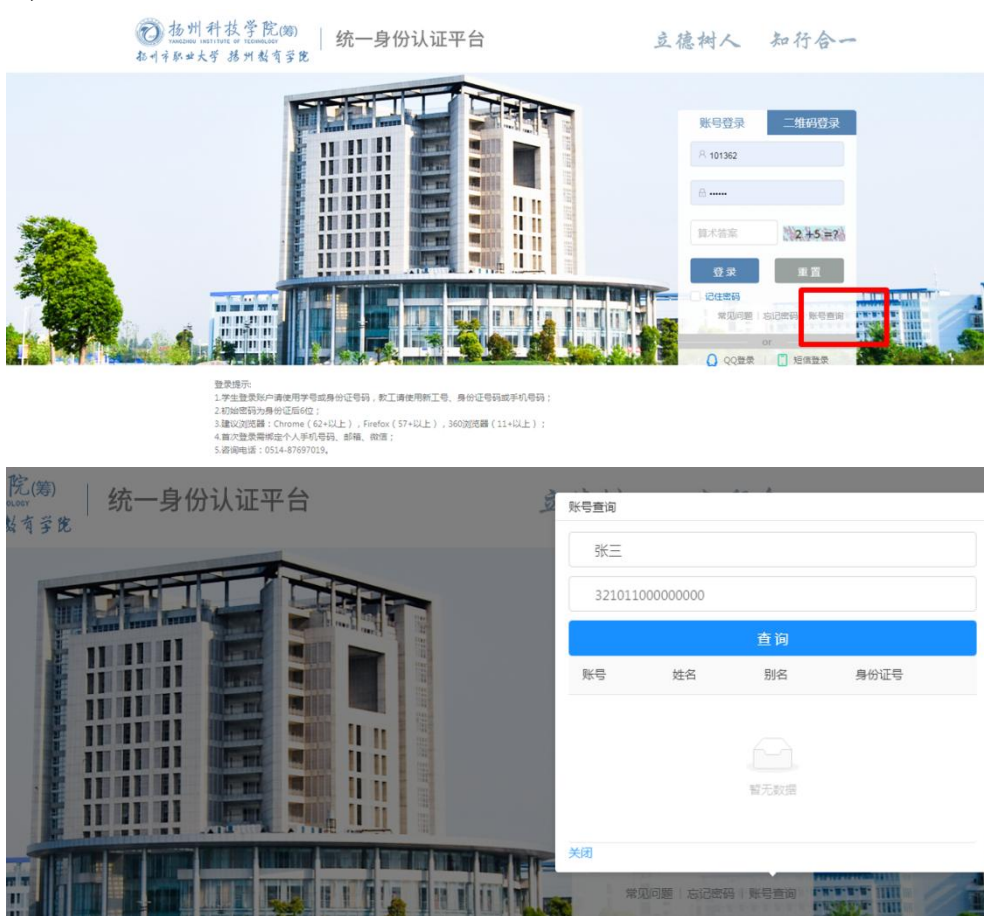 扬州科技学院(筹)
YANGZHOU INSTITUTE OF TECHNOLOGY
扬州市职业大学 扬州教育学院
统一身份认证平台
立德树人 知行合一
账号登录 二维码登录
101362
••••••
算术答案 2+5=?
登录 重置
记住密码
常见问题 | 忘记密码 | 账号查询
or
QQ登录 | 短信登录
登录提示:
1.学生登录账户请使用学号或身份证号码，教工请使用新工号、身份证号码或手机号码；
2.初始密码为身份证后6位；
3.建议浏览器：Chrome（62+以上），Firefox（57+以上），360浏览器（11+以上）；
4.首次登录需绑定个人手机号码、邮箱、微信；
5.咨询电话：0514-87697019。
院(筹)
OLOGY
教育学院
统一身份认证平台
账号查询
张三
321011000000000
查询
账号 姓名 别名 身份证号
暂无数据
关闭
常见问题 | 忘记密码 | 账号查询